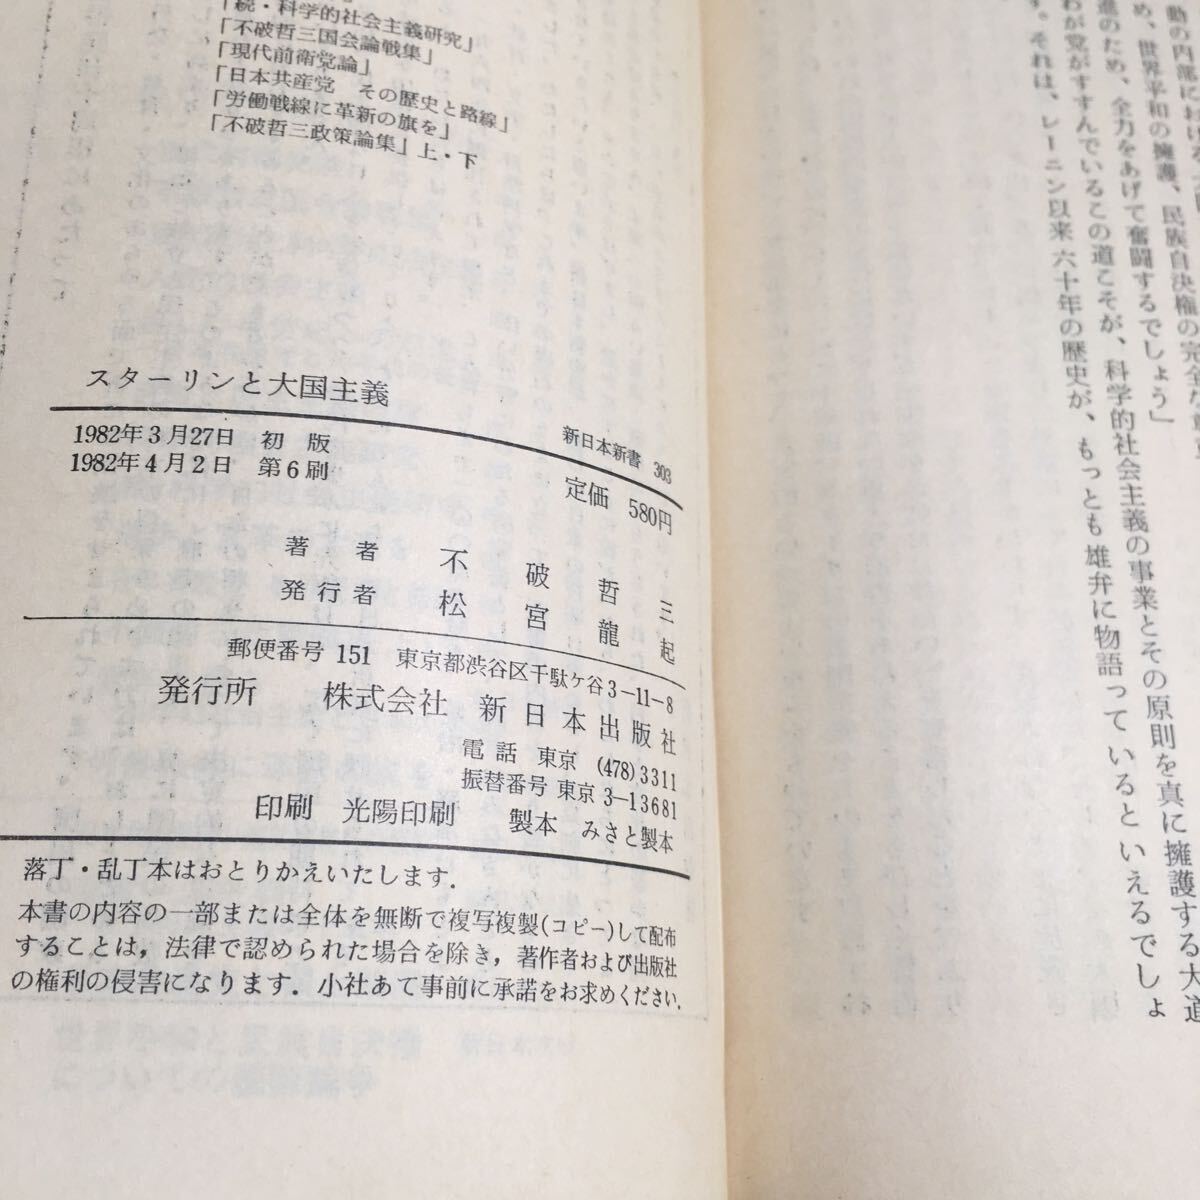 動の内部における
め、世界平和の擁護、民族自決権の完全な
進のため、全力をあげて奮闘するでしょう」
わが党がすすんでいるこの道こそが、科学的社会主義の事業とその原則を真に擁護する大道
す。それは、レーニン以来六十年の歴史が、もっとも雄弁に物語っているといえるでしょ
「続・科学的社会主義研究」
「不破哲三国会論戦集」
「現代前衛党論」
「日本共産党　その歴史と路線」
「労働戦線に革新の旗を」
「不破哲三政策論集」上・下
スターリンと大国主義
新日本新書 303
1982年3月27日　初　版
1982年4月2日　第6刷
定価　580円
著　者　不　破　哲　三
発行者　松　宮　龍　起
郵便番号 151　東京都渋谷区千駄ケ谷3-11-8
発行所　株式会社 新日本出版社
電話　東京　(478)3311
振替番号 東京 3-13681
印刷　光陽印刷　製本　みさと製本
落丁・乱丁本はおとりかえいたします.
本書の内容の一部または全体を無断で複写複製(コピー)して配布
することは,法律で認められた場合を除き,著作者および出版社
の権利の侵害になります. 小社あて事前に承諾をお求めください.